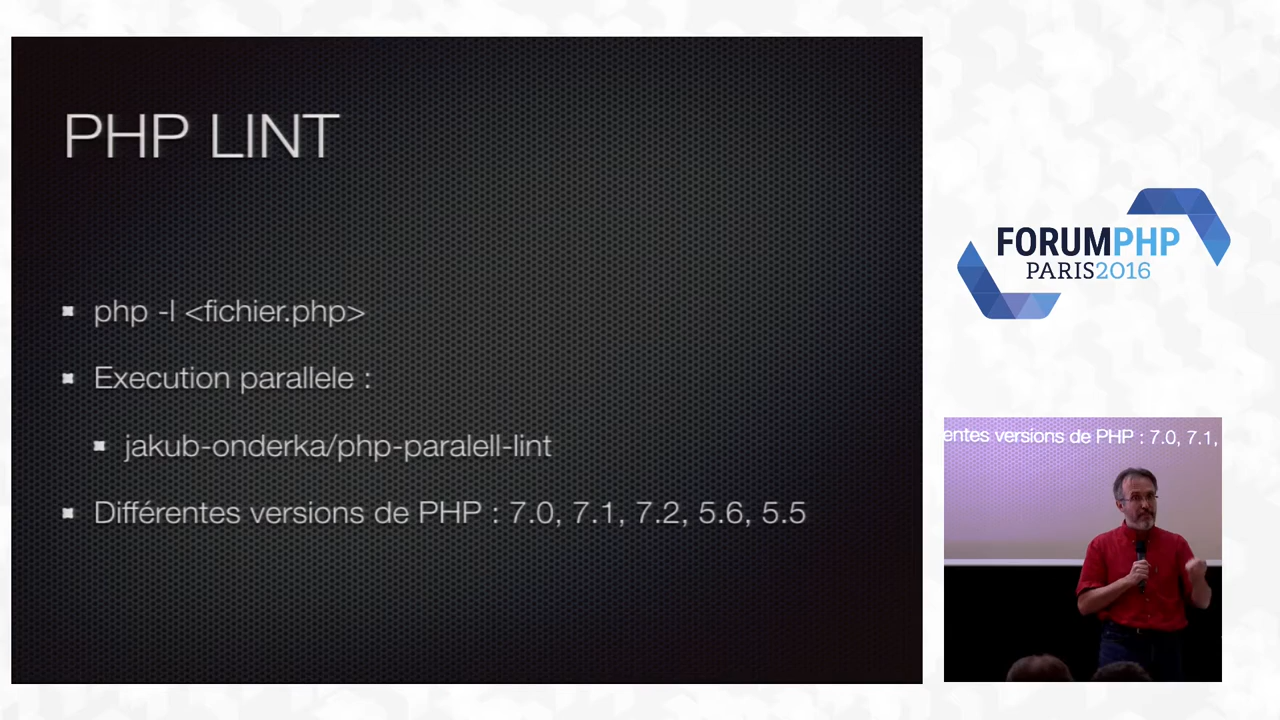 PHP LINT
php -l <fichier.php>
Execution parallele :
jakub-onderka/php-paralell-lint
Différentes versions de PHP : 7.0, 7.1, 7.2, 5.6, 5.5
FORUMPHP
PARIS2016
entes versions de PHP : 7.0, 7.1,